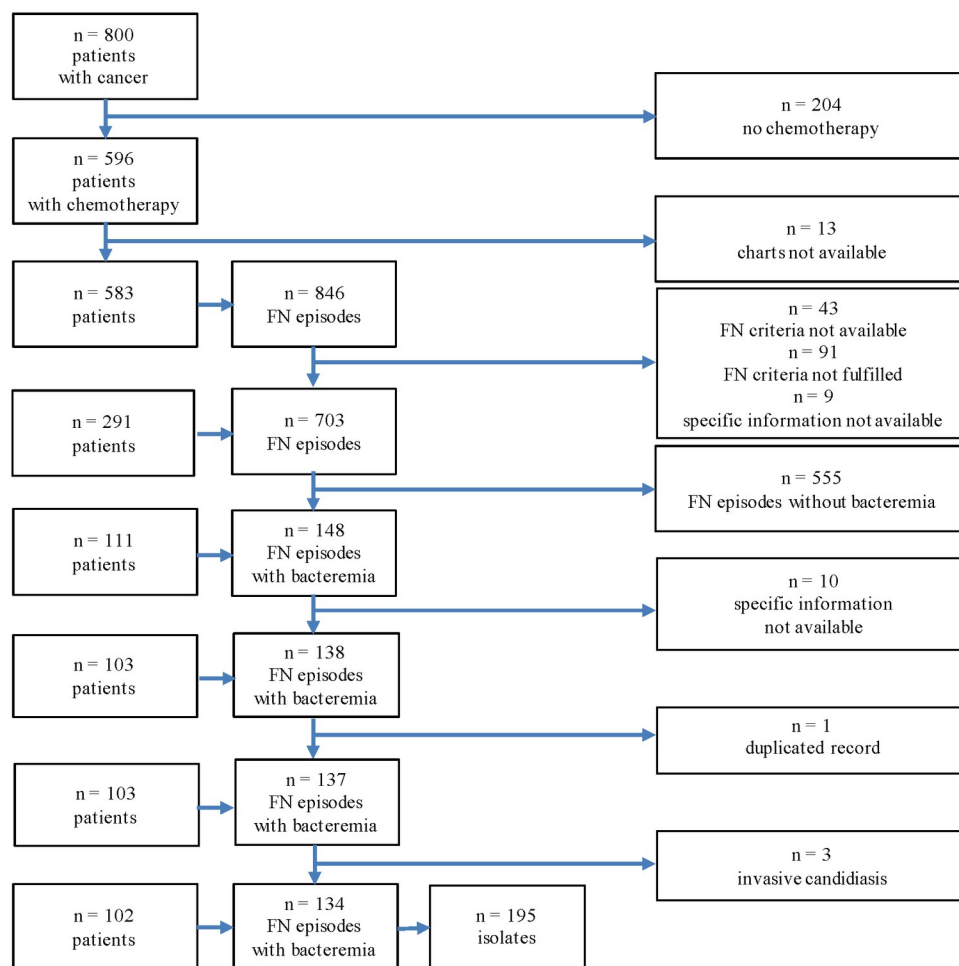 n = 800
patients
with cancer
n = 204
no chemotherapy
n = 596
patients
with chemotherapy
n = 13
charts not available
n = 583
patients
n = 846
FN episodes
n = 43
FN criteria not available
n = 91
FN criteria not fulfilled
n = 9
specific information not available
n = 291
patients
n = 703
FN episodes
n = 555
FN episodes without bacteremia
n = 111
patients
n = 148
FN episodes
with bacteremia
n = 10
specific information
not available
n = 103
patients
n = 138
FN episodes
with bacteremia
n = 1
duplicated record
n = 103
patients
n = 137
FN episodes
with bacteremia
n = 3
invasive candidiasis
n = 102
patients
n = 134
FN episodes
with bacteremia
n = 195
isolates